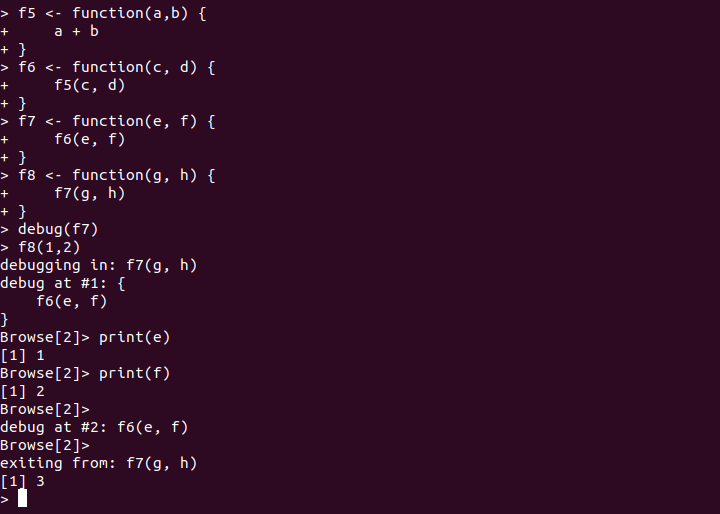 > f5 <- function(a,b) {
+     a + b
+ }
> f6 <- function(c, d) {
+     f5(c, d)
+ }
> f7 <- function(e, f) {
+     f6(e, f)
+ }
> f8 <- function(g, h) {
+     f7(g, h)
+ }
> debug(f7)
> f8(1,2)
debugging in: f7(g, h)
debug at #1: {
    f6(e, f)
}
Browse[2]> print(e)
[1] 1
Browse[2]> print(f)
[1] 2
Browse[2]>
debug at #2: f6(e, f)
Browse[2]>
exiting from: f7(g, h)
[1] 3
>